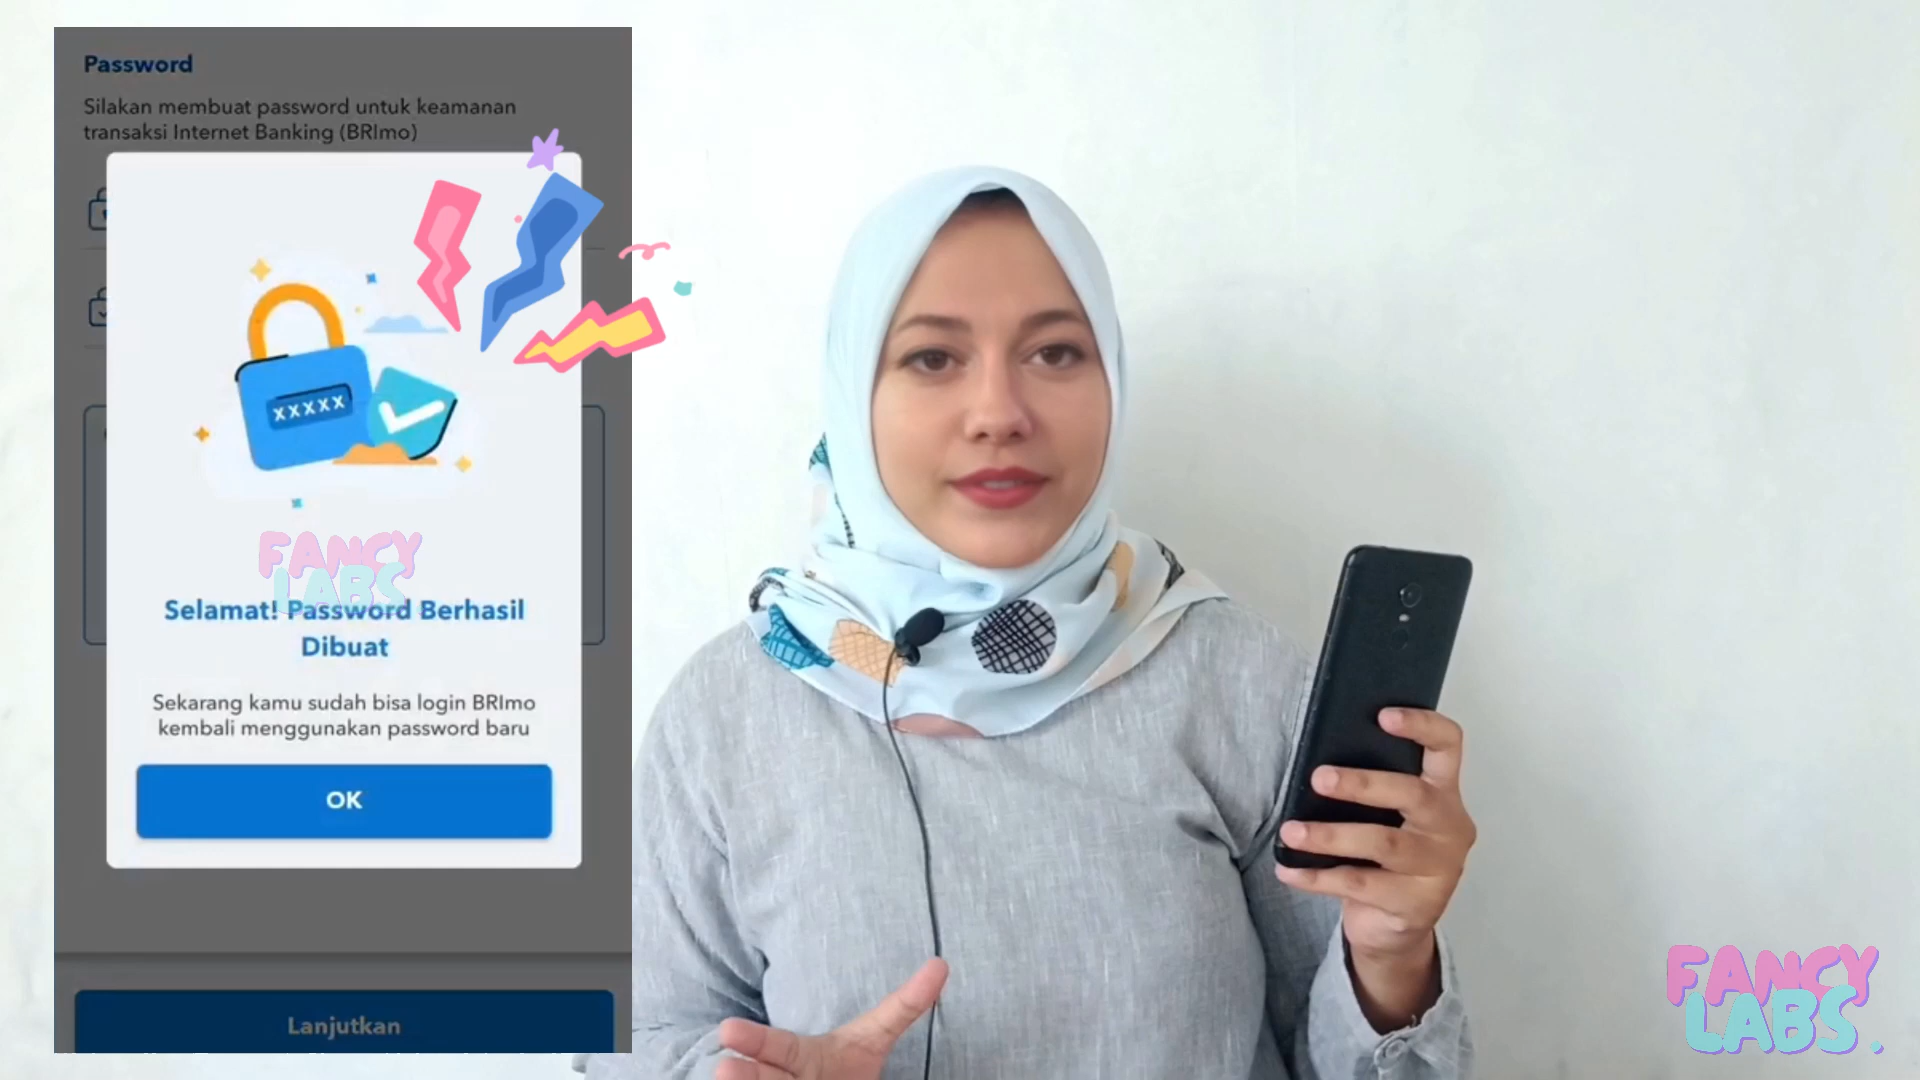 Password
Silakan membuat password untuk keamanan
transaksi Internet Banking (BRImo)
xxxxx
FANCY
LABS
Selamat! Password Berhasil
Dibuat
Sekarang kamu sudah bisa login BRImo
kembali menggunakan password baru
OK
Lanjutkan
FANCY
LABS.